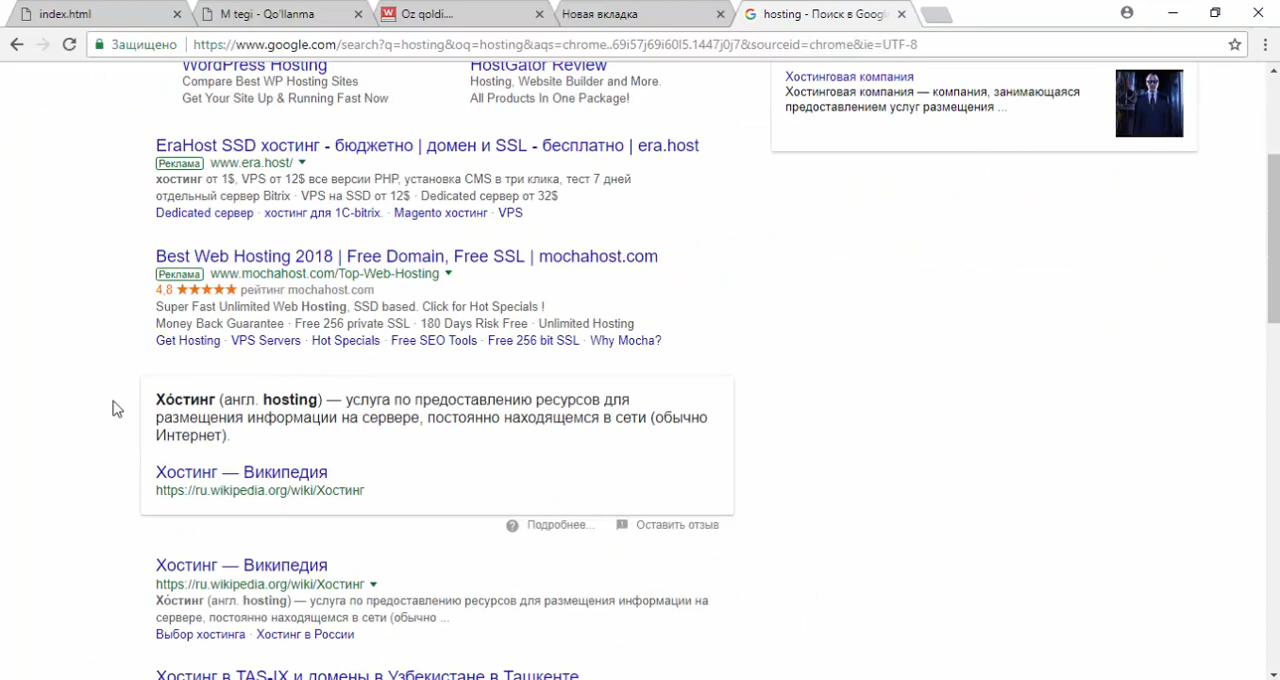 index.html
M tegi - Qo'llanma
Oz qoldi....
Новая вкладка
hosting - Поиск в Google
Защищено
https://www.google.com/search?q=hosting&oq=hosting&aqs=chrome..69i57j69i60l5.1447j0j7&sourceid=chrome&ie=UTF-8
WordPress Hosting
Compare Best WP Hosting Sites
Get Your Site Up & Running Fast Now
HostGator Review
Hosting, Website Builder and More.
All Products In One Package!
EraHost SSD хостинг - бюджетно | домен и SSL - бесплатно | era.host
Реклама www.era.host/
хостинг от 1$, VPS от 12$ все версии PHP, установка CMS в три клика, тест 7 дней
отдельный сервер Bitrix · VPS на SSD от 12$ · Dedicated сервер от 32$
Dedicated сервер · хостинг для 1C-bitrix. · Magento хостинг · VPS
Best Web Hosting 2018 | Free Domain, Free SSL | mochahost.com
Реклама www.mochahost.com/Top-Web-Hosting
4,8 ★★★★★ рейтинг mochahost.com
Super Fast Unlimited Web Hosting, SSD based. Click for Hot Specials !
Money Back Guarantee · Free 256 private SSL · 180 Days Risk Free · Unlimited Hosting
Get Hosting · VPS Servers · Hot Specials · Free SEO Tools · Free 256 bit SSL · Why Mocha?
Хо́стинг (англ. hosting) — услуга по предоставлению ресурсов для
размещения информации на сервере, постоянно находящемся в сети (обычно
Интернет).
Хостинг — Википедия
https://ru.wikipedia.org/wiki/Хостинг
Подробнее...
Оставить отзыв
Хостинг — Википедия
https://ru.wikipedia.org/wiki/Хостинг
Хо́стинг (англ. hosting) — услуга по предоставлению ресурсов для размещения информации на
сервере, постоянно находящемся в сети (обычно ...
Выбор хостинга · Хостинг в России
Хостинг в TAS-IX и домены в Узбекистане в Ташкенте
Хостинговая компания
Хостинговая компания — компания, занимающаяся
предоставлением услуг размещения ...